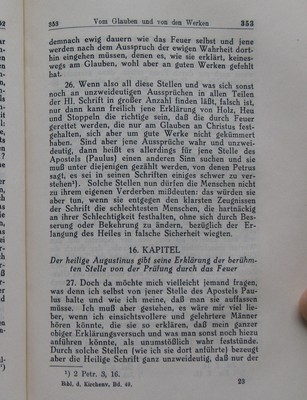 353 Vom Glauben und von den Werken 353
demnach ewig dauern wie das Feuer selbst und jene
werden nach dem Ausspruch der ewigen Wahrheit dort-
hin eingehen müssen, denen es, wie sie erklärt, keines-
wegs am Glauben, wohl aber an guten Werken gefehlt
hat.
26. Wenn also all diese Stellen und was sich sonst
noch an unzweideutigen Aussprüchen in allen Teilen
der Hl. Schrift in großer Anzahl finden läßt, falsch ist,
nur dann kann freilich jene Erklärung von Holz, Heu
und Stoppeln die richtige sein, daß die durch Feuer
gerettet werden, die nur am Glauben an Christus fest-
gehalten, sich aber um gute Werke nicht gekümmert
haben. Sind aber jene Aussprüche wahr und unzwei-
deutig, dann heißt es allerdings für jene Stelle des
Apostels (Paulus) einen anderen Sinn suchen und sie
muß unter diejenigen gezählt werden, von denen Petrus
sagt, es sei in seinen Schriften einiges schwer zu ver-
stehen¹). Solche Stellen nun dürfen die Menschen nicht
zu ihrem eigenen Verderben mißdeuten: das würden sie
aber tun, wenn sie entgegen den klarsten Zeugnissen
der Schrift die schlechtesten Menschen, die hartnäckig
an ihrer Schlechtigkeit festhalten, ohne sich durch Bes-
serung oder Bekehrung zu ändern, bezüglich der Er-
langung des Heiles in falsche Sicherheit wiegten.
16. KAPITEL
Der heilige Augustinus gibt seine Erklärung der berühm-
ten Stelle von der Prüfung durch das Feuer
27. Doch da möchte mich vielleicht jemand fragen,
was denn ich selbst von jener Stelle des Apostels Pau-
lus halte und wie ich meine, daß man sie auffassen
müsse. Ich muß aber gestehen, es wäre mir viel lie-
ber, wenn ich einsichtsvollere und gelehrtere Männer
hören könnte, die sie so erklären, daß mein ganzer
obiger Erklärungsversuch und was man sonst noch hiezu
anführen könnte, als unumstößlich wahr feststünde.
Durch solche Stellen (wie ich sie dort anführte) bezeugt
aber die Heilige Schrift ganz unzweideutig, daß nur der
¹) 2 Petr. 3, 16.
Bibl. d. Kirchenv. Bd. 49. 23